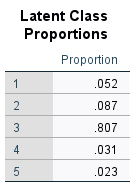 Latent Class
Proportions
Proportion
1 .052
2 .087
3 .807
4 .031
5 .023